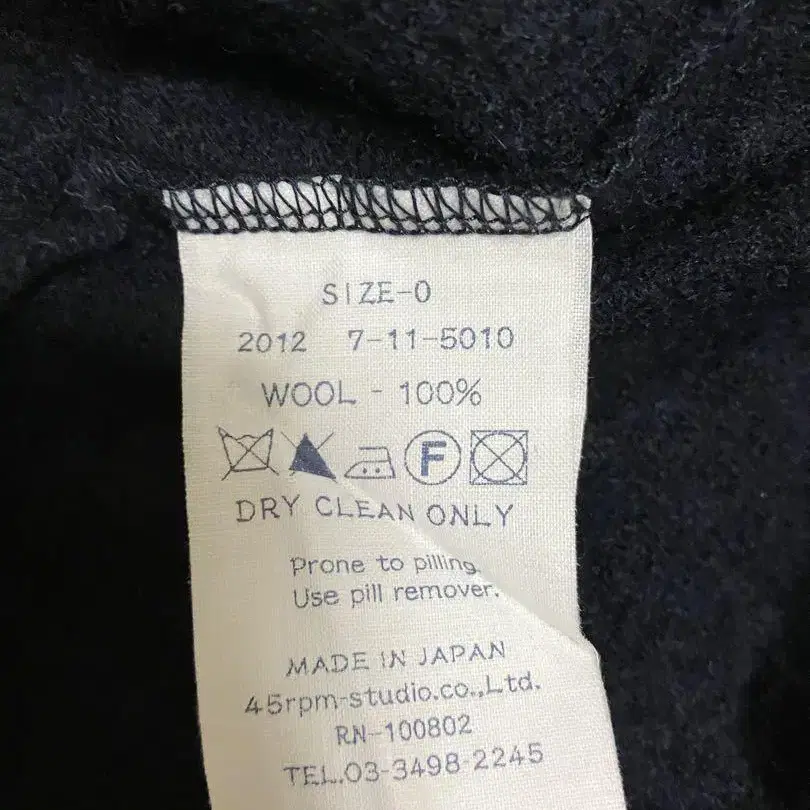 SIZE-0
2012 7-11-5010
WOOL - 100%
F
DRY CLEAN ONLY
Prone to pilling.
Use pill remover.
MADE IN JAPAN
45rpm-studio.co.,Ltd.
RN-100802
TEL.03-3498-2245